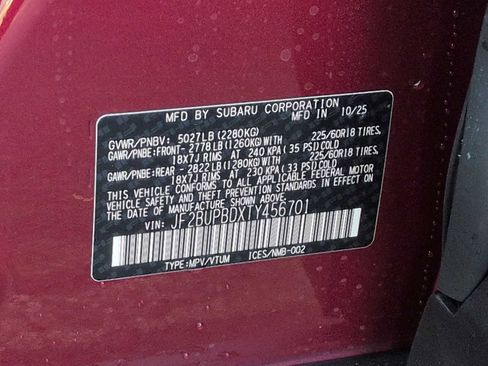 MFD BY SUBARU CORPORATION
IN 10/25
GVWR/PNBV: 5027LB (2280KG)
GAWR/PNBE:FRONT- 2778LB(1260KG)WITH 225/60R18 TIRES,
18X7J RIMS AT 240 KPA(35 PSI)COLD
GAWR/PNBE:REAR - 2822LB(1280KG)WITH 225/60R18 TIRES,
18X7J RIMS AT 230 KPA(33 PSI)COLD
THIS VEHICLE CONFORMS TO ALL APPLICABLE FEDERAL MOTOR
VEHICLE SAFETY AND THEFT PREVENTION STANDARDS IN EFFECT
ON THE DATE OF MANUFACTURE SHOWN ABOVE.
VIN: JF2BUPBDXTY456701
TYPE:MPV/VTUM ICES/NMB-002